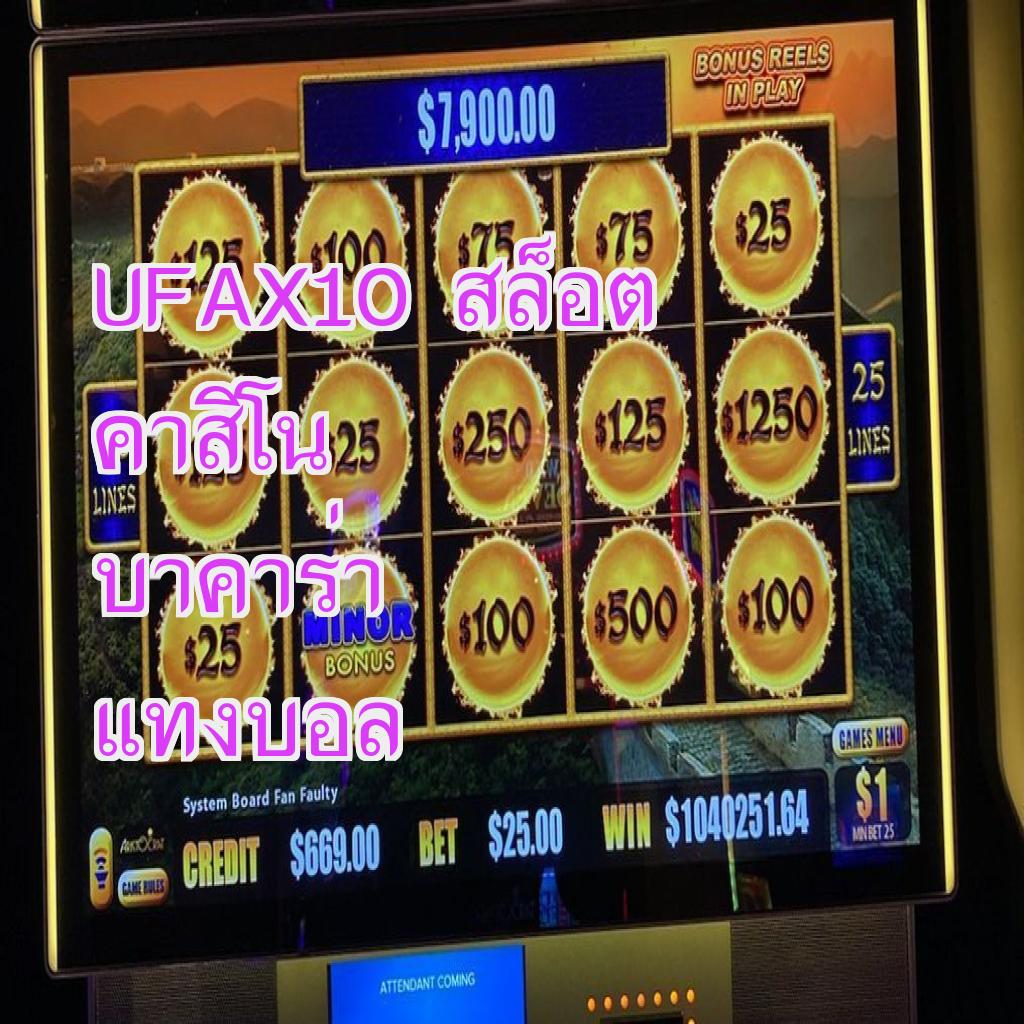 BONUS REELS
IN PLAY
$7,900.00
$125 $100 $75 $75 $25
UFAX10 สล็อต
คาสิโน
$25 $250 $125 $1250
LINES
25
LINES
บาคาร่า
$25 MINOR
BONUS
$100 $500 $100
แทงบอล
GAMES MENU
System Board Fan Faulty
$1
MIN BET 25
ARISTOCRAT
GAME RULES
CREDIT $669.00 BET $25.00 WIN $1040251.64
ATTENDANT COMING